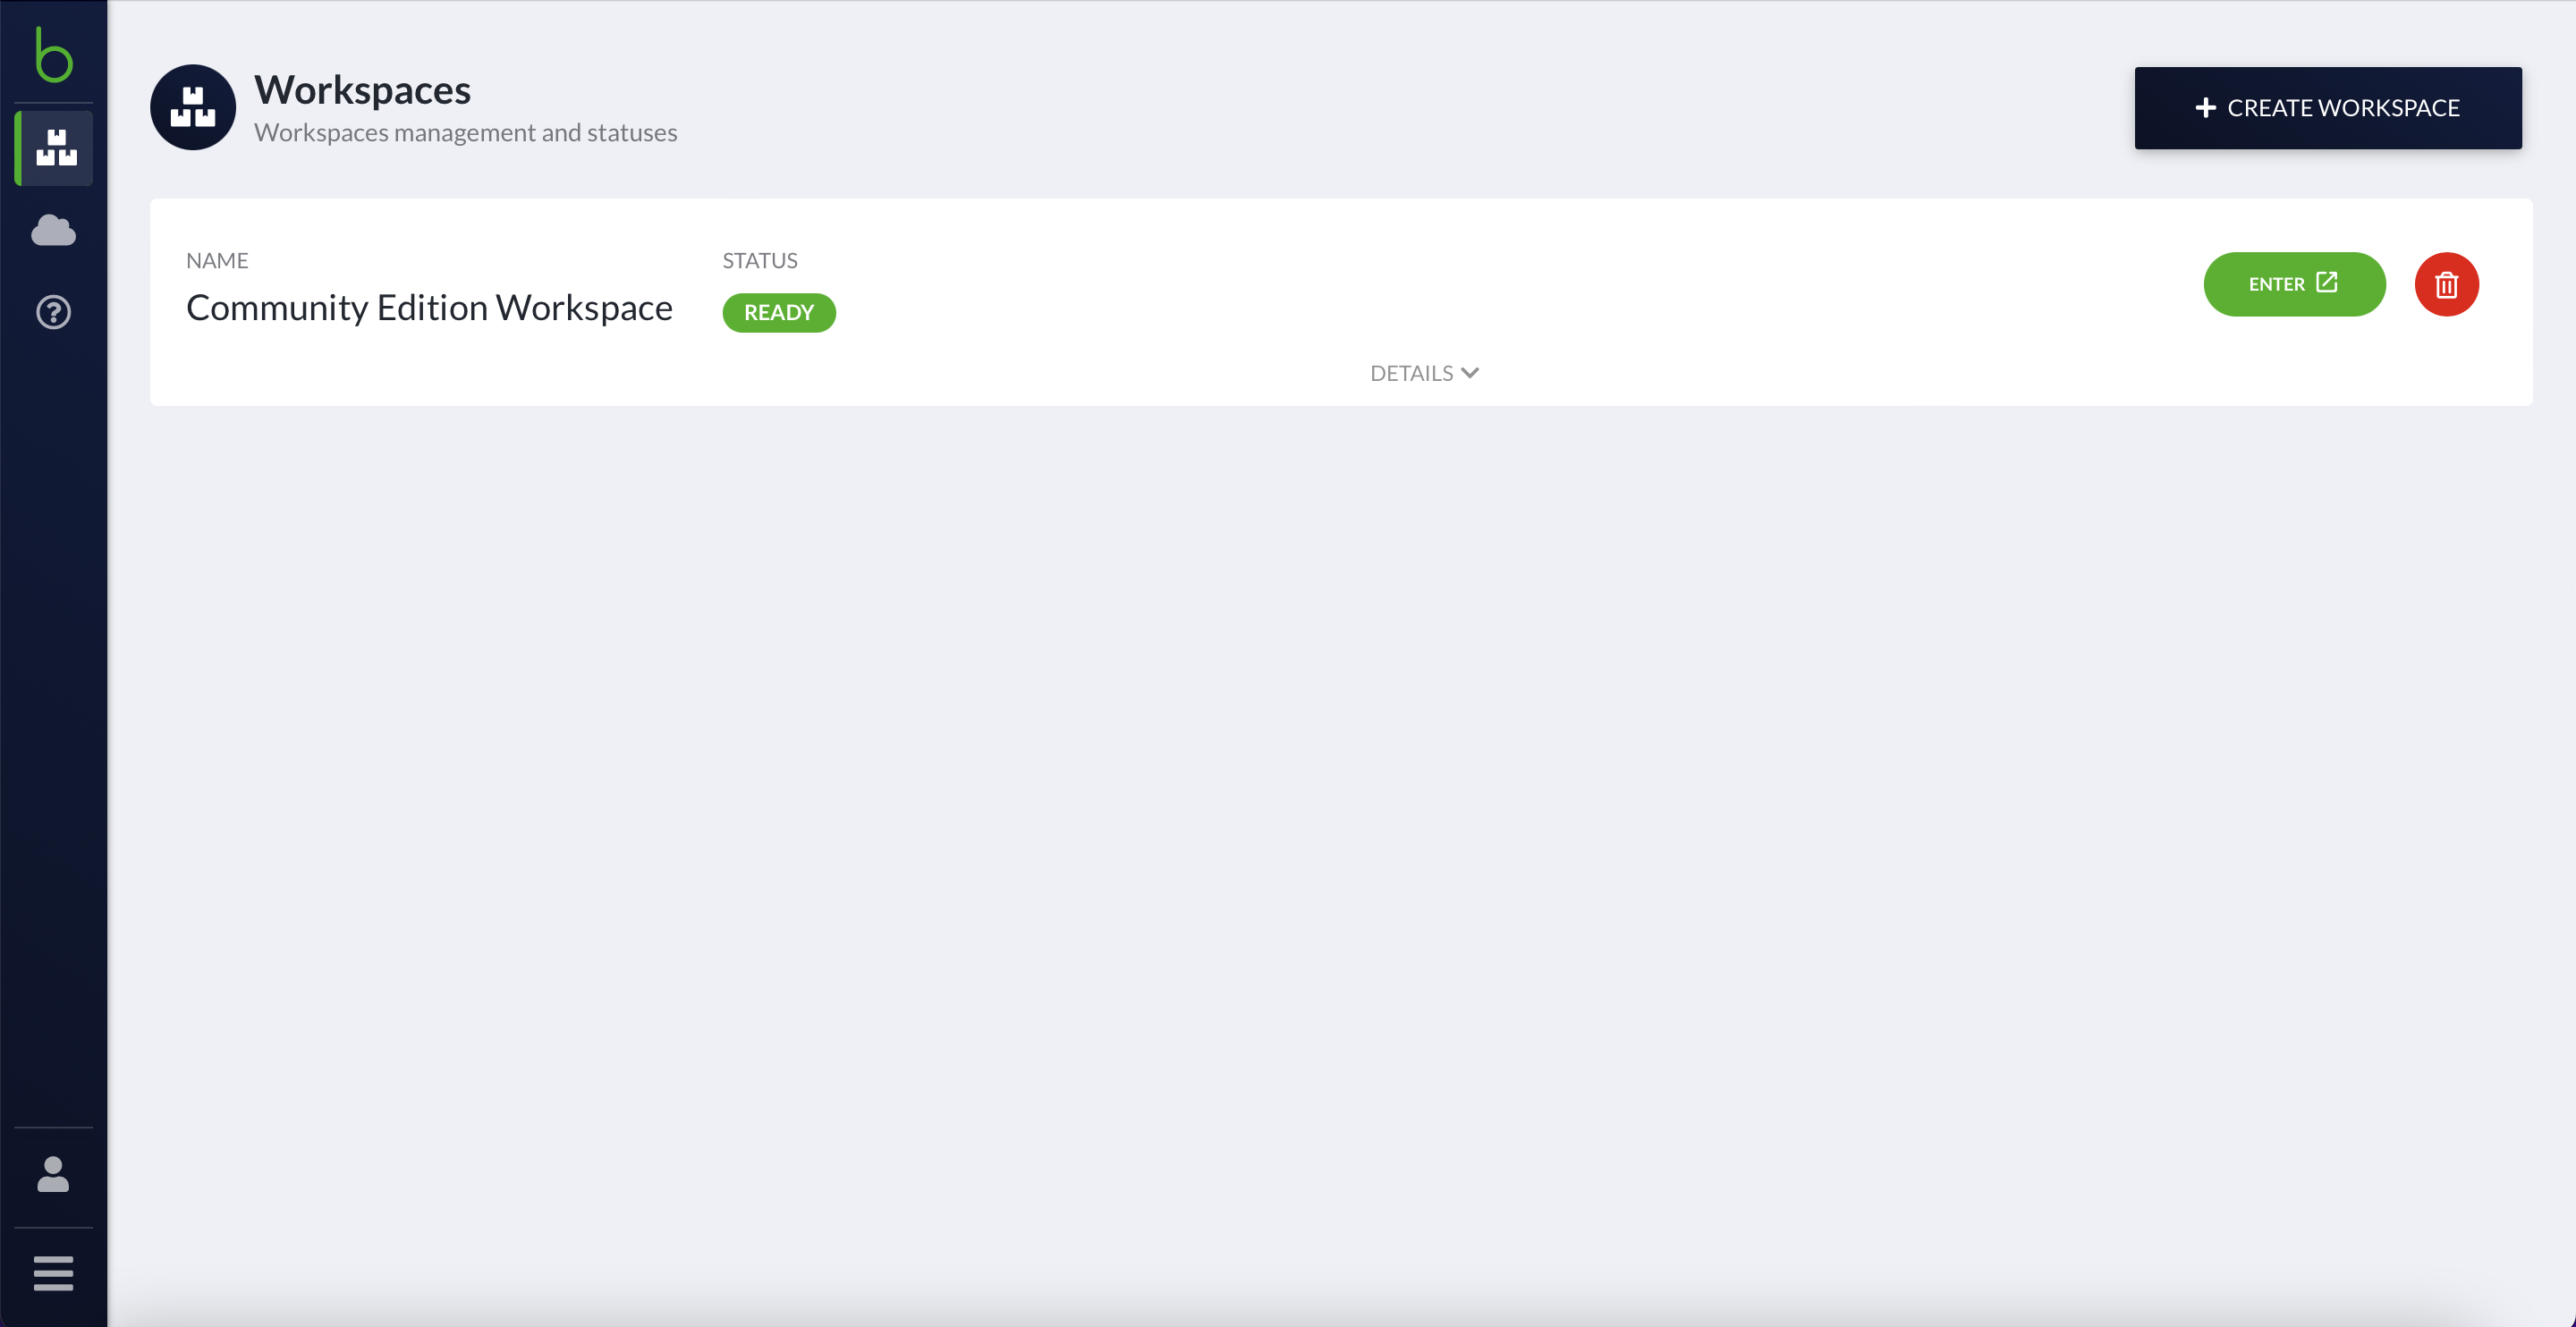 b
Workspaces
Workspaces management and statuses
CREATE WORKSPACE
NAME
STATUS
Community Edition Workspace
READY
ENTER
DETAILS